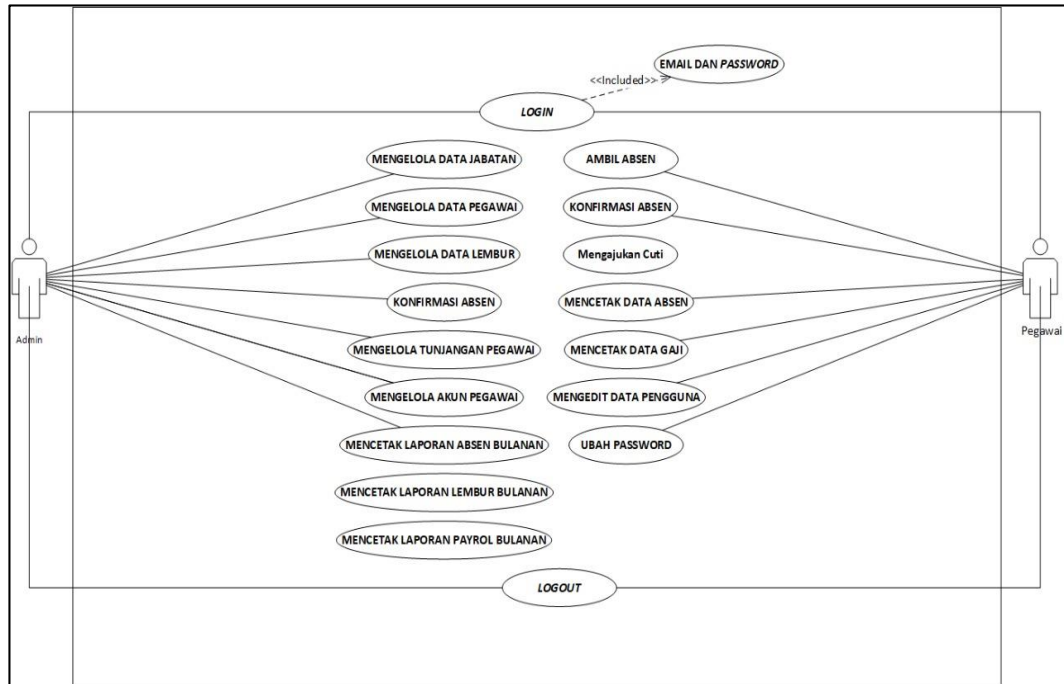 EMAIL DAN PASSWORD
<<Included>>
LOGIN
MENGELOLA DATA JABATAN
AMBIL ABSEN
MENGELOLA DATA PEGAWAI
KONFIRMASI ABSEN
MENGELOLA DATA LEMBUR
Mengajukan Cuti
KONFIRMASI ABSEN
MENCETAK DATA ABSEN
Admin
Pegawai
MENGELOLA TUNJANGAN PEGAWAI
MENCETAK DATA GAJI
MENGELOLA AKUN PEGAWAI
MENGEDIT DATA PENGGUNA
MENCETAK LAPORAN ABSEN BULANAN
UBAH PASSWORD
MENCETAK LAPORAN LEMBUR BULANAN
MENCETAK LAPORAN PAYROL BULANAN
LOGOUT